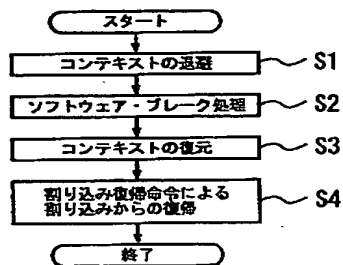 スタート
コンテキストの退避 S1
ソフトウェア・ブレーク処理 S2
コンテキストの復元 S3
割り込み復帰命令による
割り込みからの復帰 S4
終了